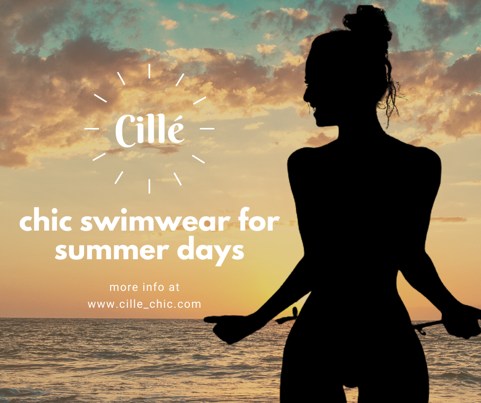 Cillé
chic swimwear for
summer days
more info at
www.cille_chic.com